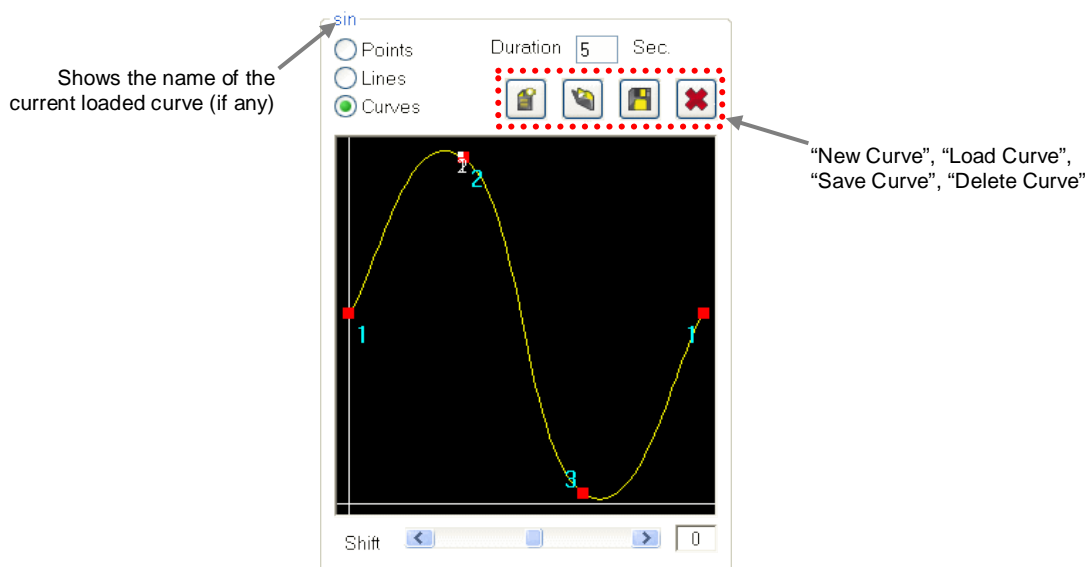 sin
Points
Duration 5 Sec.
Lines
Curves
Shows the name of the
current loaded curve (if any)
“New Curve”, “Load Curve”,
“Save Curve”, “Delete Curve”
2
1
1
3
Shift 0